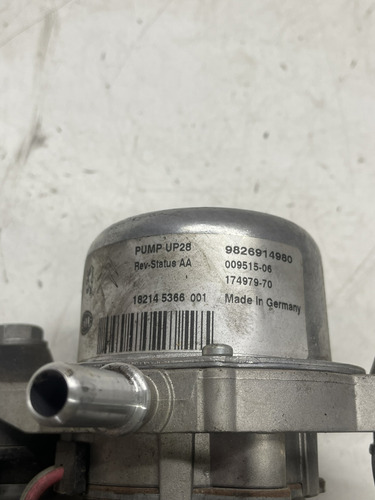 PUMP UP28
Rev-Status AA
18214 5366 001
9826914980
009515-06
174979-70
Made in Germany